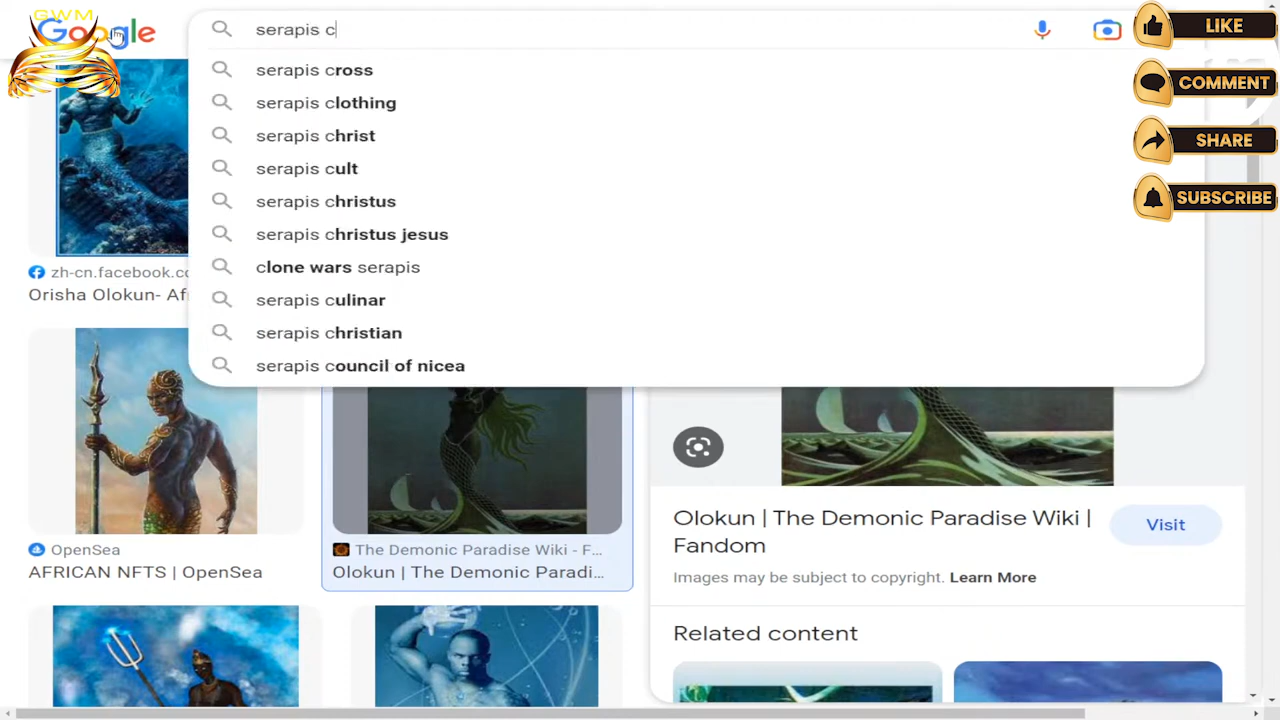 GWM
Google
serapis c
serapis cross
serapis clothing
serapis christ
serapis cult
serapis christus
serapis christus jesus
clone wars serapis
serapis culinar
serapis christian
serapis council of nicea
LIKE
COMMENT
SHARE
SUBSCRIBE
zh-cn.facebook.co
Orisha Olokun- Af
OpenSea
AFRICAN NFTS | OpenSea
The Demonic Paradise Wiki - F...
Olokun | The Demonic Paradi...
Olokun | The Demonic Paradise Wiki |
Fandom
Visit
Images may be subject to copyright. Learn More
Related content